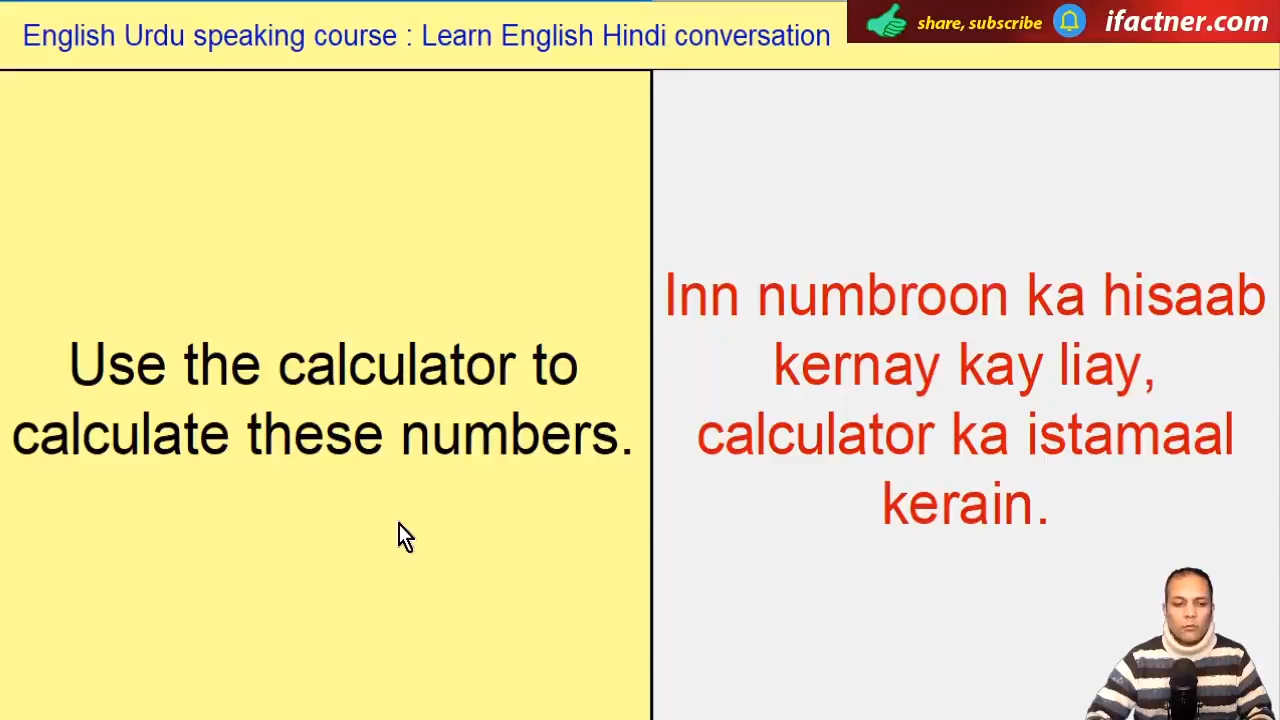 English Urdu speaking course : Learn English Hindi conversation
share, subscribe
ifactner.com
Use the calculator to
calculate these numbers.
Inn numbroon ka hisaab
kernay kay liay,
calculator ka istamaal
kerain.